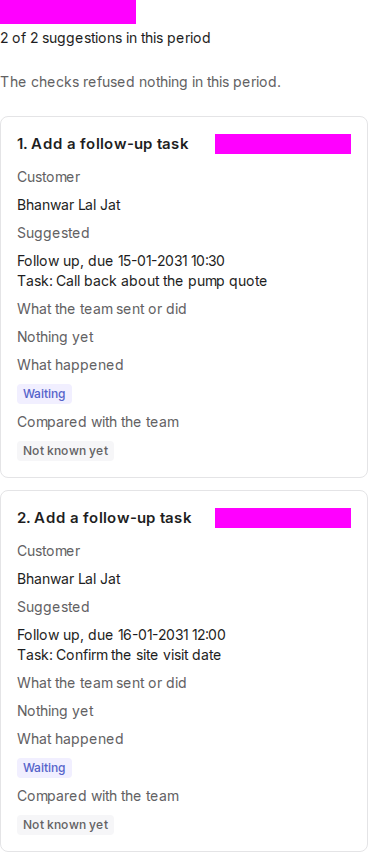 2 of 2 suggestions in this period
The checks refused nothing in this period.
1. Add a follow-up task
Customer
Bhanwar Lal Jat
Suggested
Follow up, due 15-01-2031 10:30
Task: Call back about the pump quote
What the team sent or did
Nothing yet
What happened
Waiting
Compared with the team
Not known yet
2. Add a follow-up task
Customer
Bhanwar Lal Jat
Suggested
Follow up, due 16-01-2031 12:00
Task: Confirm the site visit date
What the team sent or did
Nothing yet
What happened
Waiting
Compared with the team
Not known yet